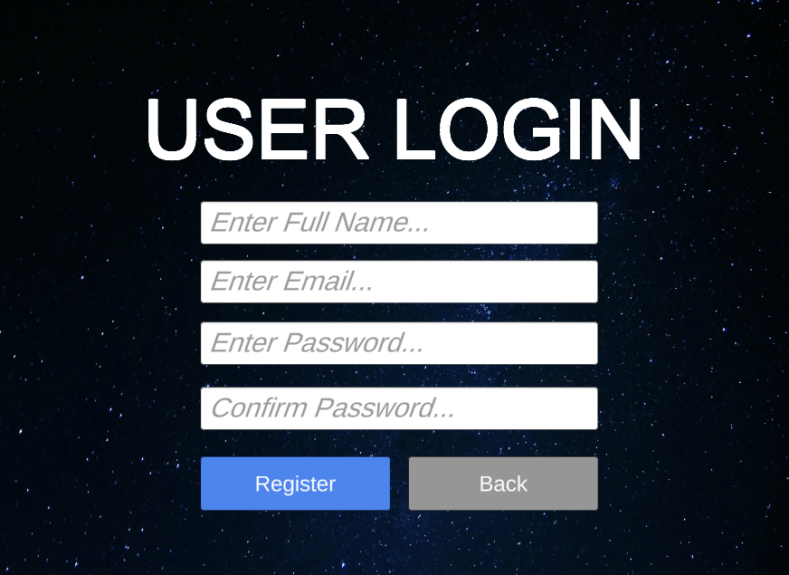 USER LOGIN
Enter Full Name...
Enter Email...
Enter Password...
Confirm Password...
Register Back